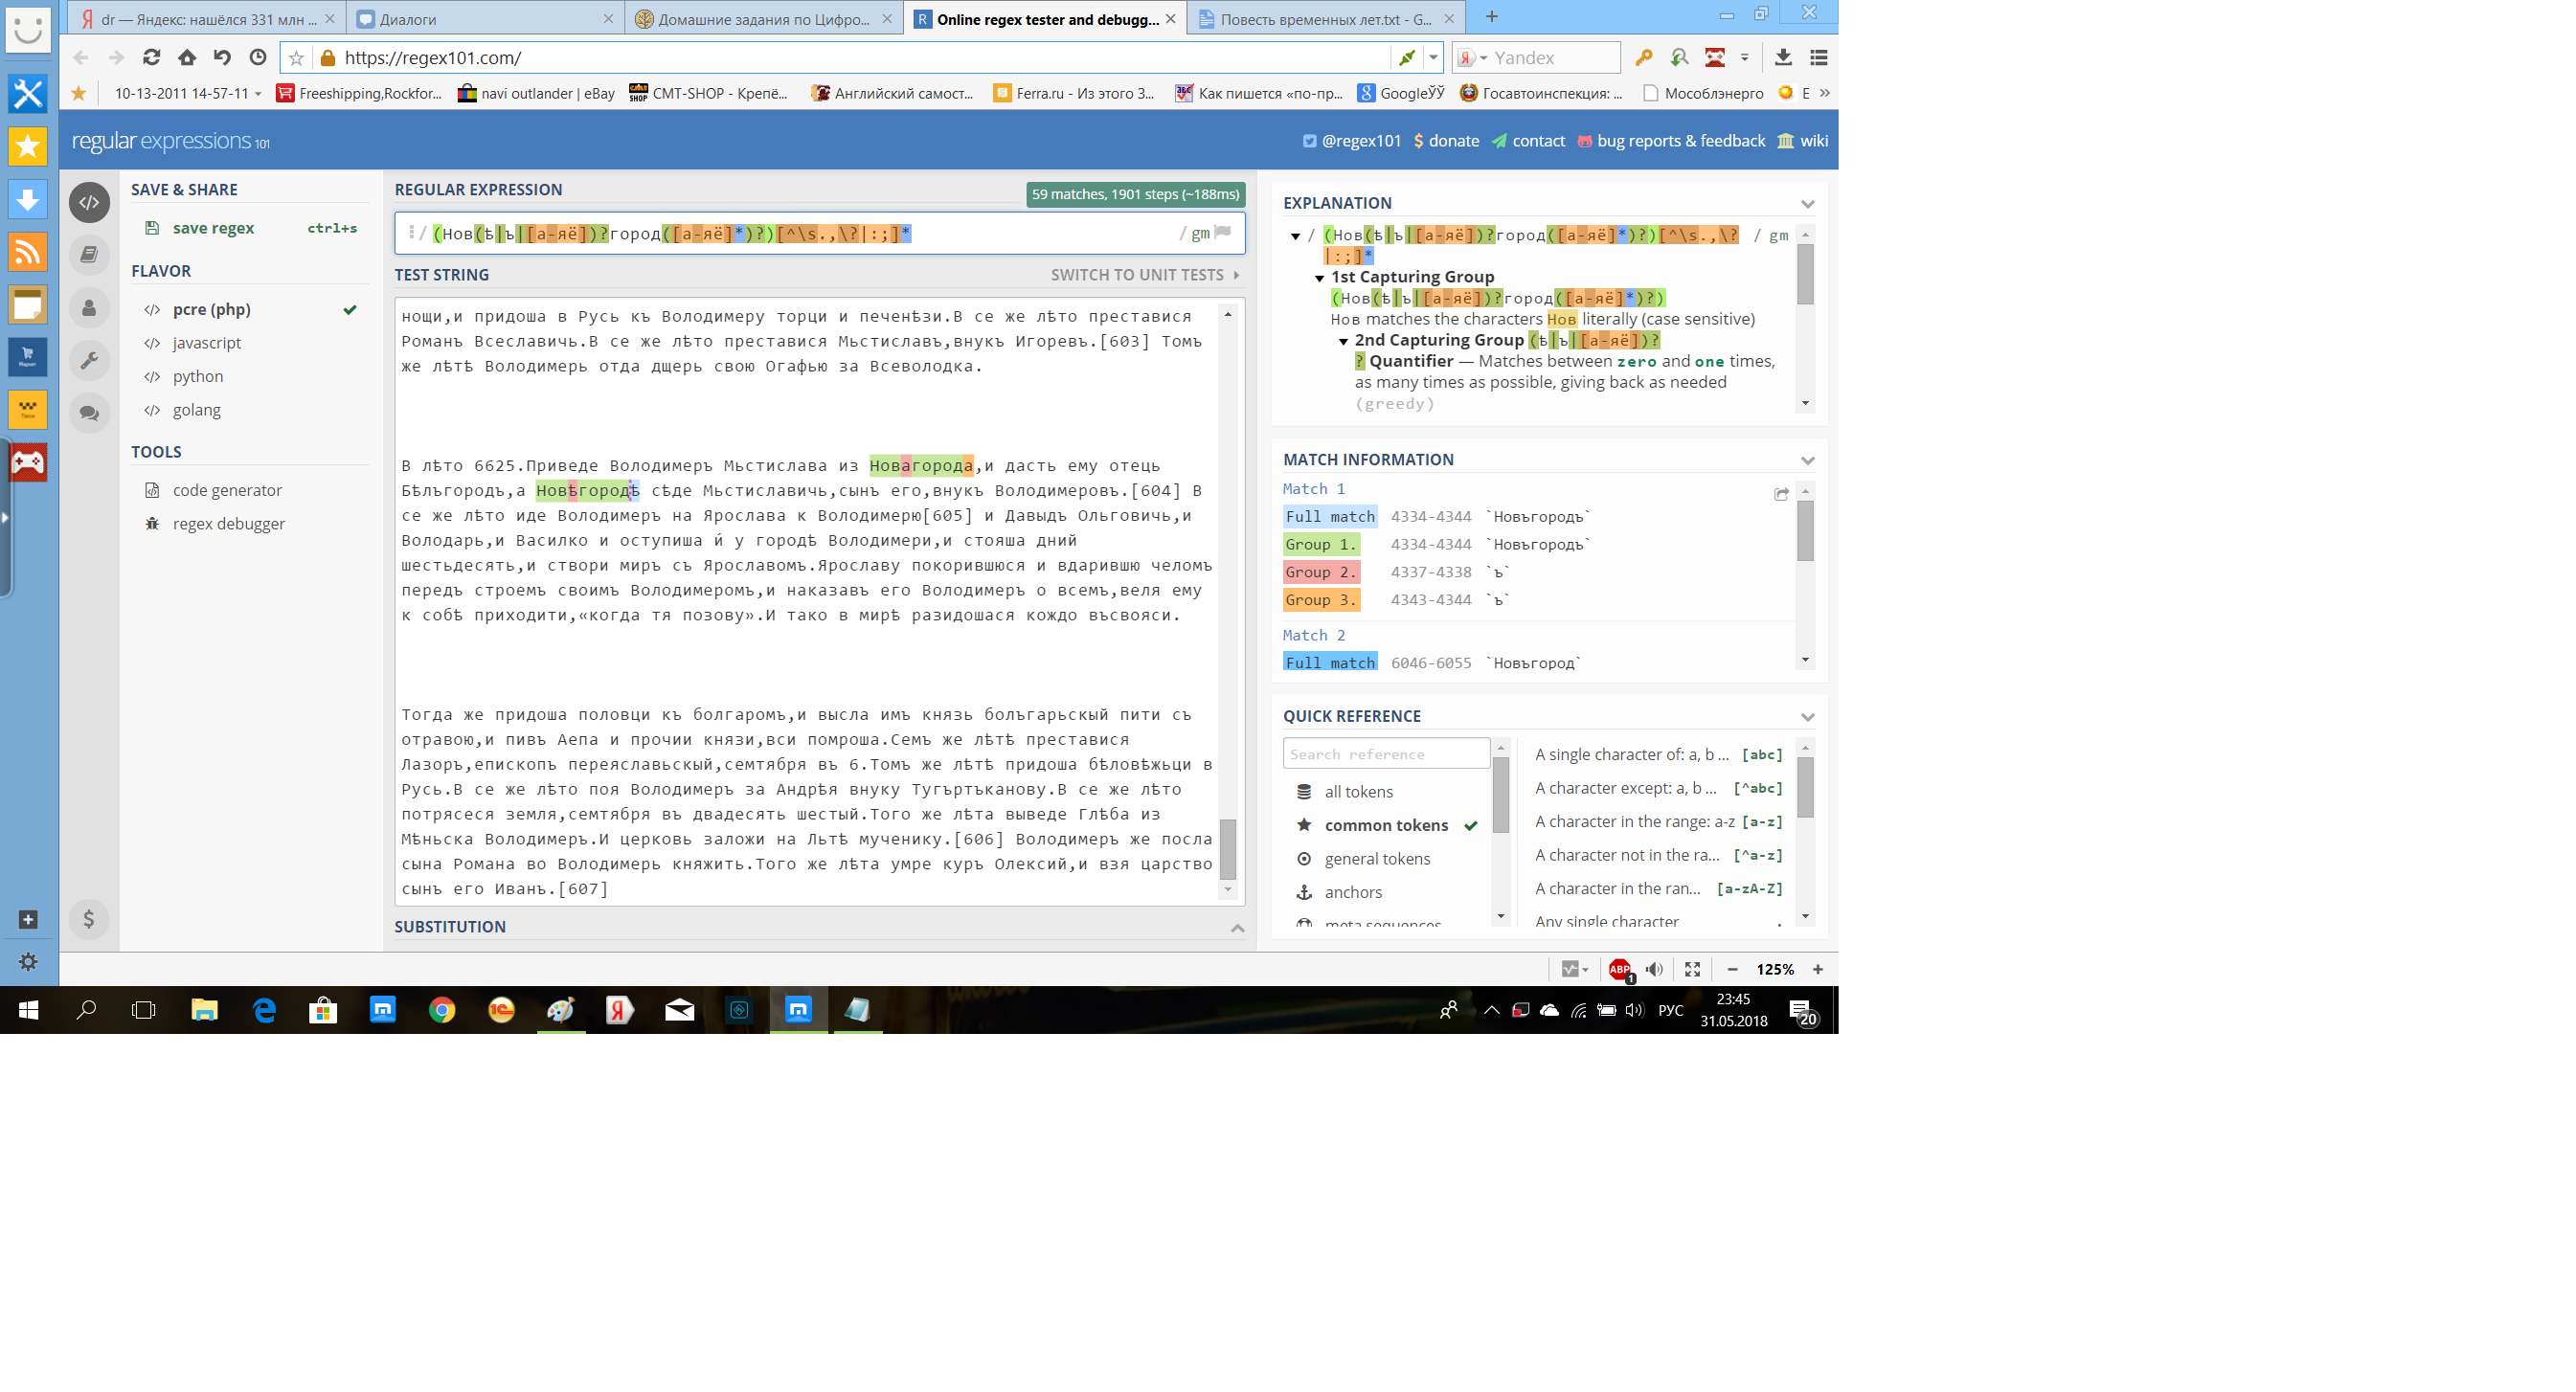 dr — Яндекс: нашёлся 331 млн ...
Диалоги
Домашние задания по Цифро...
Online regex tester and debugg...
Повесть временных лет.txt - G...
https://regex101.com/
Yandex
10-13-2011 14-57-11
Freeshipping,Rockfor...
navi outlander | eBay
СМТ-SHOP - Крепё...
Английский самост...
Ferra.ru - Из этого З...
Как пишется «по-пр...
GoogleЎЎ
Госавтоинспекция: ...
Мособлэнерго
E
»
regular expressions 101
@regex101
donate
contact
bug reports & feedback
wiki
SAVE & SHARE
save regex ctrl+s
FLAVOR
pcre (php)
javascript
python
golang
TOOLS
code generator
regex debugger
REGULAR EXPRESSION
59 matches, 1901 steps (~188ms)
/ (Нов(ѣ|ъ|[а-яё])?город([а-яё]*)?)[^\s.,\?|:;]* / gm
TEST STRING
SWITCH TO UNIT TESTS
нощи,и придоша в Русь къ Володимеру торци и печенѣзи.В се же лѣто преставися
Романъ Всеславичь.В се же лѣто преставися Мьстиславъ,внукъ Игоревъ.[603] Томъ
же лѣтѣ Володимерь отда дщерь свою Огафью за Всеволодка.
В лѣто 6625.Приведе Володимеръ Мьстислава из Новагорода,и дасть ему отець
Бѣлъгородъ,а Новѣгородѣ сѣде Мьстиславичь,сынъ его,внукъ Володимеровъ.[604] В
се же лѣто иде Володимеръ на Ярослава к Володимерю[605] и Давыдъ Ольговичь,и
Володарь,и Василко и оступиша и́ у городѣ Володимери,и стояша дний
шестьдесять,и створи миръ съ Ярославомъ.Ярославу покорившюся и вдарившю челомъ
передъ строемъ своимъ Володимеромъ,и наказавъ его Володимеръ о всемъ,веля ему
к собѣ приходити,«когда тя позову».И тако в мирѣ разидошася кождо въсвояси.
Тогда же придоша половци къ болгаромъ,и высла имъ князь болъгарьскый пити съ
отравою,и пивъ Аепа и прочии князи,вси помроша.Семъ же лѣтѣ преставися
Лазоръ,епископъ переяславьскый,семтября въ 6.Томъ же лѣтѣ придоша бѣловѣжьци в
Русь.В се же лѣто поя Володимеръ за Андрѣя внуку Тугъртъканову.В се же лѣто
потрясеся земля,семтября въ двадесять шестый.Того же лѣта выведе Глѣба из
Мѣньска Володимеръ.И церковь заложи на Льтѣ мученику.[606] Володимеръ же посла
сына Романа во Володимерь княжить.Того же лѣта умре куръ Олексий,и взя царство
сынъ его Иванъ.[607]
SUBSTITUTION
EXPLANATION
/ (Нов(ѣ|ъ|[а-яё])?город([а-яё]*)?)[^\s.,\? / gm
|:;]*
1st Capturing Group
(Нов(ѣ|ъ|[а-яё])?город([а-яё]*)?)
Нов matches the characters Нов literally (case sensitive)
2nd Capturing Group (ѣ|ъ|[а-яё])?
? Quantifier — Matches between zero and one times,
as many times as possible, giving back as needed
(greedy)
MATCH INFORMATION
Match 1
Full match 4334-4344 `Новъгородъ`
Group 1. 4334-4344 `Новъгородъ`
Group 2. 4337-4338 `ъ`
Group 3. 4343-4344 `ъ`
Match 2
Full match 6046-6055 `Новъгород`
QUICK REFERENCE
Search reference
all tokens
common tokens
general tokens
anchors
meta sequences
A single character of: a, b ... [abc]
A character except: a, b ... [^abc]
A character in the range: a-z [a-z]
A character not in the ra... [^a-z]
A character in the ran... [a-zA-Z]
Any single character .
125%
РУС
23:45
31.05.2018
20